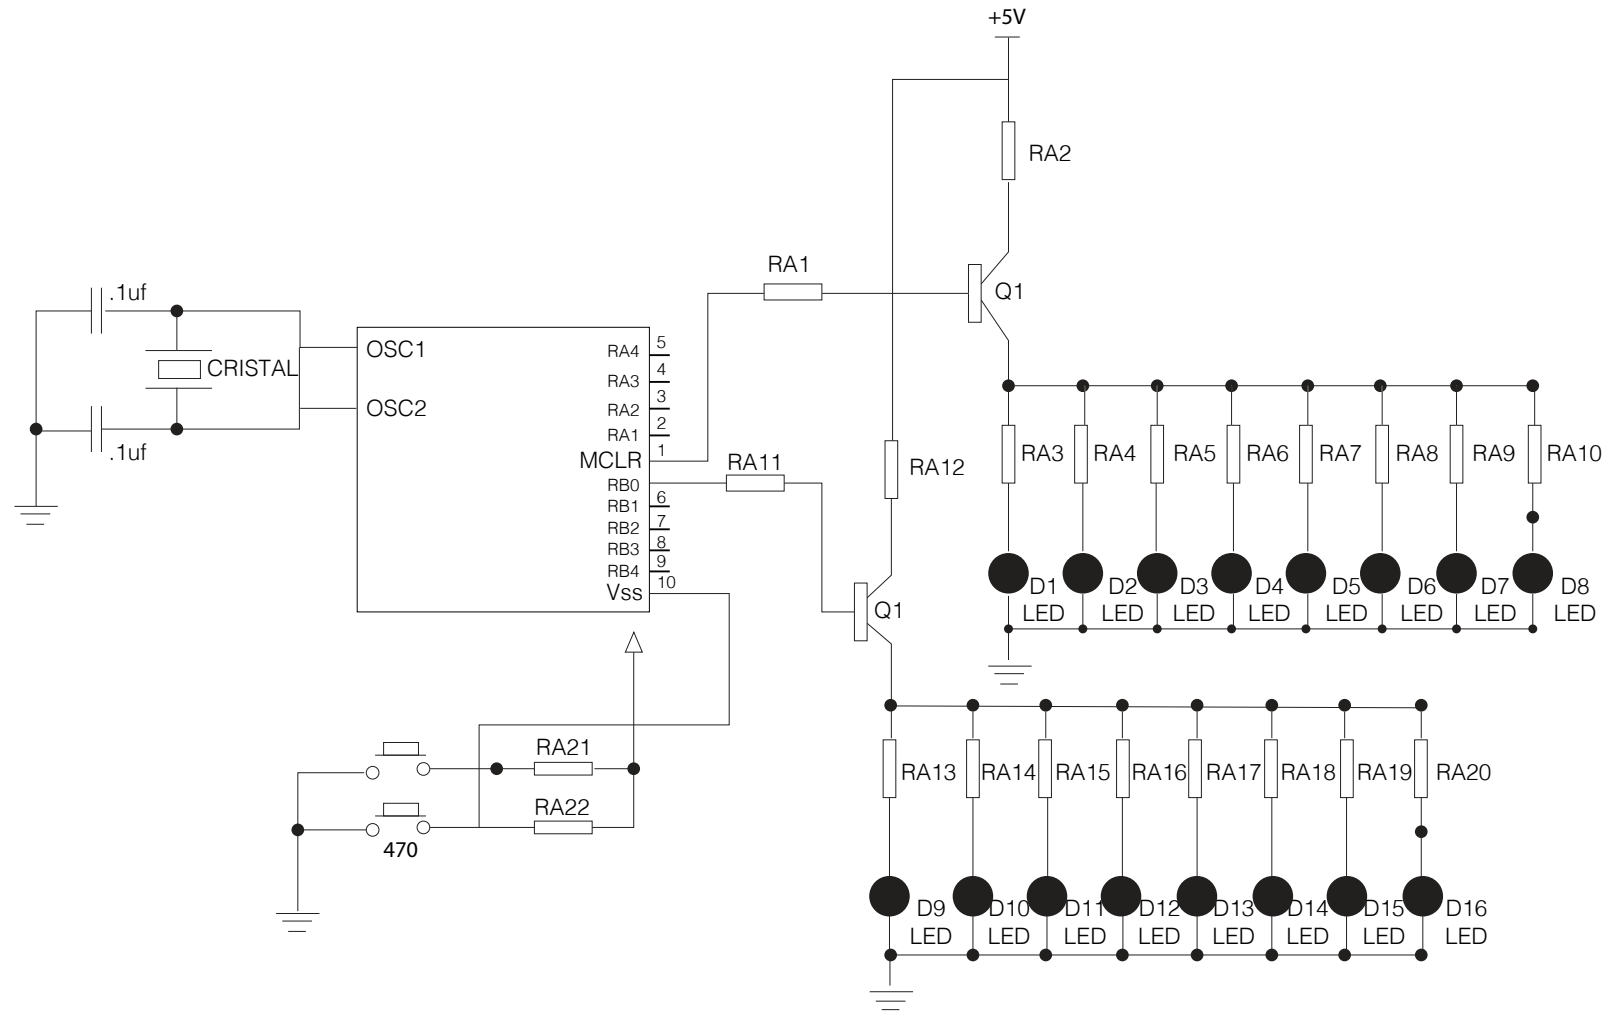 +5V
RA2
RA1
Q1
.1uf
CRISTAL
.1uf
OSC1
OSC2
RA4 5
RA3 4
RA2 3
RA1 2
MCLR 1
RB0
RB1 6
RB2 7
RB3 8
RB4 9
Vss 10
RA11
RA12
Q1
RA3 RA4 RA5 RA6 RA7 RA8 RA9 RA10
D1 D2 D3 D4 D5 D6 D7 D8
LED LED LED LED LED LED LED LED
RA21
RA22
470
RA13 RA14 RA15 RA16 RA17 RA18 RA19 RA20
D9 D10 D11 D12 D13 D14 D15 D16
LED LED LED LED LED LED LED LED